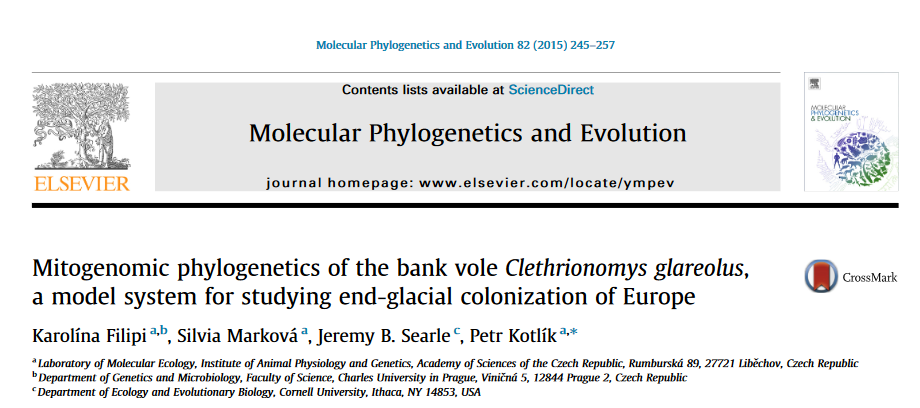 Molecular Phylogenetics and Evolution 82 (2015) 245–257
Contents lists available at ScienceDirect
Molecular Phylogenetics and Evolution
journal homepage: www.elsevier.com/locate/ympev
ELSEVIER
MOLECULAR
PHYLOGENETICS
& EVOLUTION
Mitogenomic phylogenetics of the bank vole Clethrionomys glareolus,
a model system for studying end-glacial colonization of Europe
CrossMark
Karolína Filipi a,b, Silvia Marková a, Jeremy B. Searle c, Petr Kotlík a,*
a Laboratory of Molecular Ecology, Institute of Animal Physiology and Genetics, Academy of Sciences of the Czech Republic, Rumburská 89, 27721 Liběchov, Czech Republic
b Department of Genetics and Microbiology, Faculty of Science, Charles University in Prague, Viničná 5, 12844 Prague 2, Czech Republic
c Department of Ecology and Evolutionary Biology, Cornell University, Ithaca, NY 14853, USA